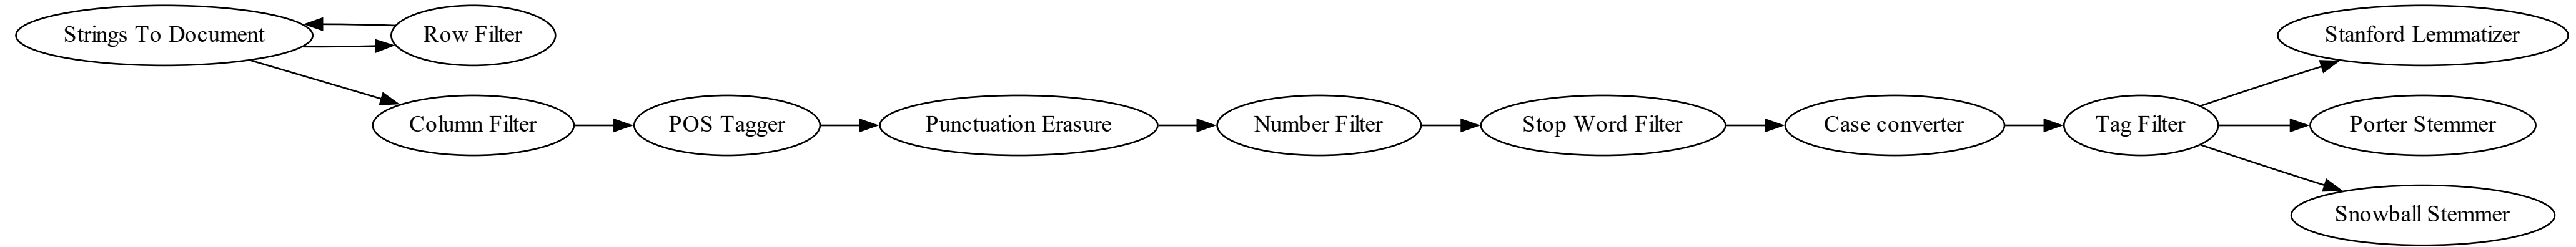 Strings To Document
Row Filter
Column Filter
POS Tagger
Punctuation Erasure
Number Filter
Stop Word Filter
Case converter
Tag Filter
Stanford Lemmatizer
Porter Stemmer
Snowball Stemmer